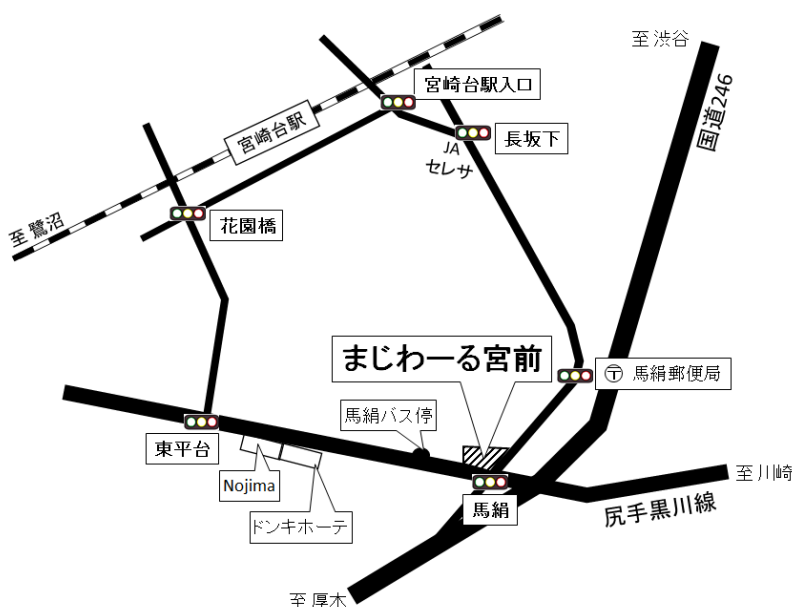 至 渋谷
国道246
宮崎台駅入口
宮崎台駅
長坂下
JA
セレサ
至 鷺沼
花園橋
まじわーる宮前
〒 馬絹郵便局
馬絹バス停
東平台
Nojima
ドンキホーテ
馬絹
至 川崎
尻手黒川線
至 厚木